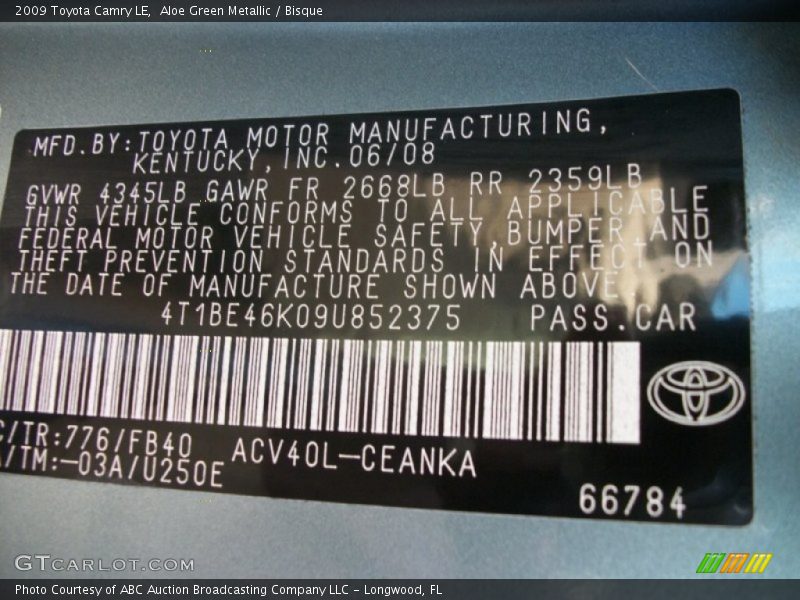 2009 Toyota Camry LE,  Aloe Green Metallic / Bisque
MFD.BY:TOYOTA MOTOR MANUFACTURING,
KENTUCKY,INC.06/08
GVWR 4345LB GAWR FR 2668LB RR 2359LB
THIS VEHICLE CONFORMS TO ALL APPLICABLE
FEDERAL MOTOR VEHICLE SAFETY,BUMPER,AND
THEFT PREVENTION STANDARDS IN EFFECT ON
THE DATE OF MANUFACTURE SHOWN ABOVE.
4T1BE46K09U852375 PASS.CAR
C/TR:776/FB40 ACV40L-CEANKA
/TM:-03A/U250E
66784
GTCARLOT.COM
Photo Courtesy of ABC Auction Broadcasting Company LLC - Longwood, FL